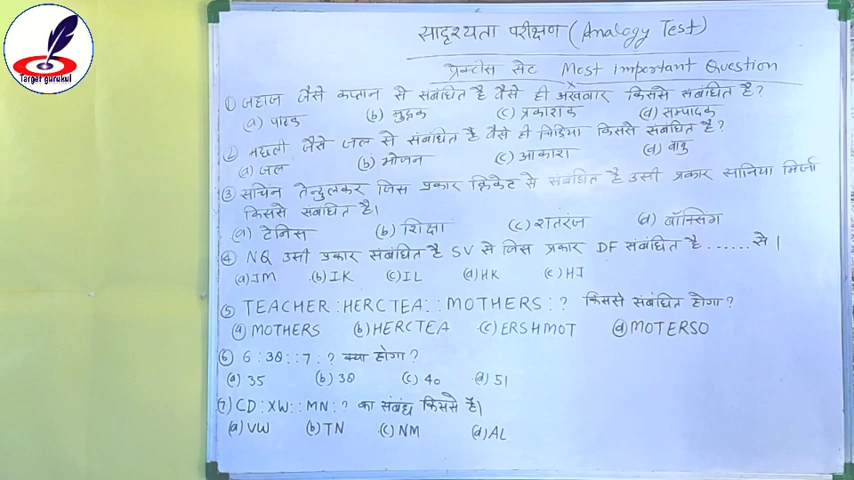 Target gurukul
सादृश्यता परीक्षण (Analogy Test)
प्रेक्टीस सेट Most Important Question
① जहाज जैसे कप्तान से संबंधित है वैसे ही अखबार किससे संबंधित है?
(a) पाठक (b) मुद्रक (c) प्रकाशक (d) सम्पादक
② मछली जैसे जल से संबंधित है वैसे ही चिड़िया किससे संबंधित है?
(a) जल (b) भोजन (c) आकाश (d) वायु
③ सचिन तेन्दुलकर जिस प्रकार क्रिकेट से संबंधित है उसी प्रकार सानिया मिर्जा
किससे संबंधित है।
(a) टेनिस (b) शिक्षा (c) शतरंज (d) बॉक्सिंग
④ NQ उसी प्रकार संबंधित है SV से जिस प्रकार DF संबंधित है ...... से।
(a) JM (b) IK (c) IL (d) HK (e) HJ
⑤ TEACHER : HERCTEA :: MOTHERS : ? किससे संबंधित होगा?
(a) MOTHERS (b) HERCTEA (c) ERSHMOT (d) MOTERSO
⑥ 6 : 30 :: 7 : ? क्या होगा?
(a) 35 (b) 30 (c) 40 (d) 51
(7) CD : XW :: MN : ? का संबंध किससे है।
(a) VW (b) TN (c) NM (d) AL